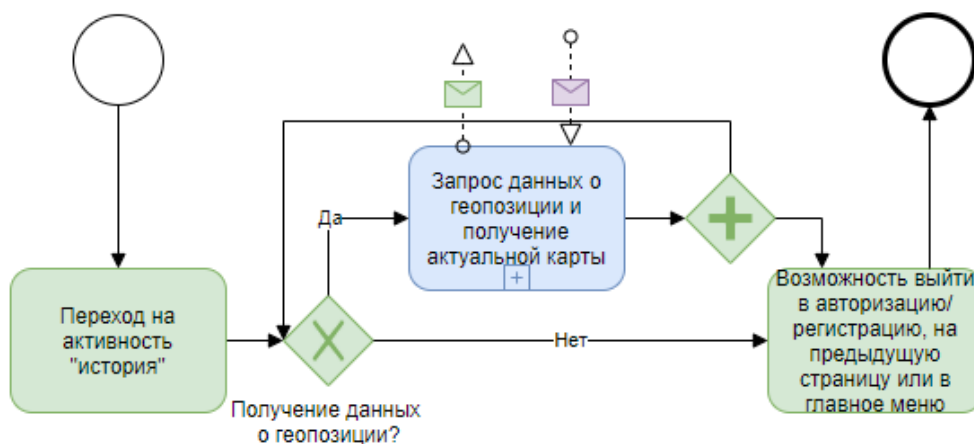 Запрос данных о
геопозиции и
получение
актуальной карты
Да
Переход на
активность
"история"
Нет
Возможность выйти
в авторизацию/
регистрацию, на
предыдущую
страницу или в
главное меню
Получение данных
о геопозиции?